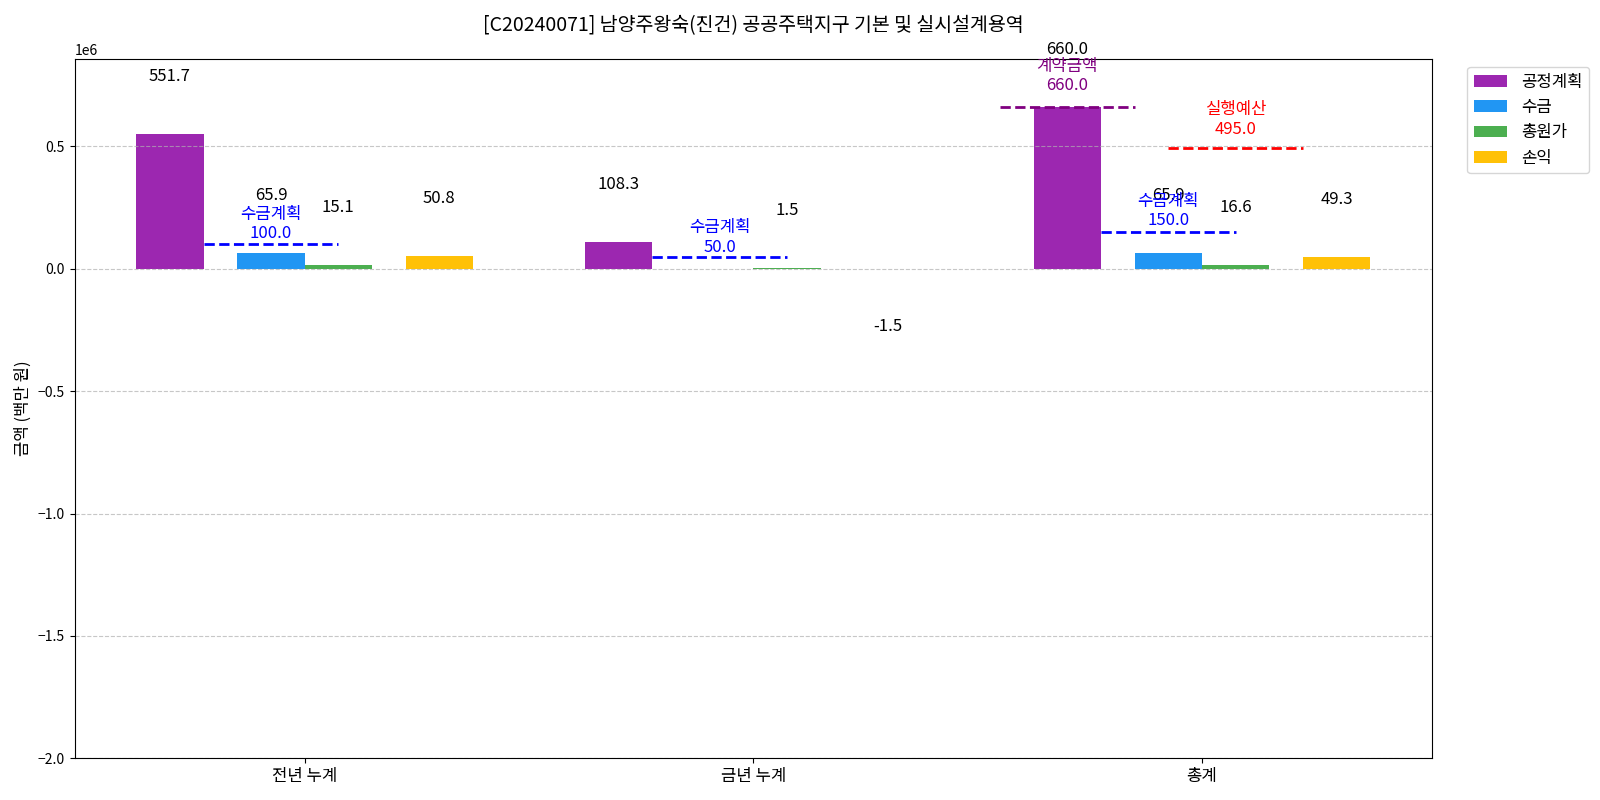 [C20240071] 남양주왕숙(진건) 공공주택지구 기본 및 실시설계용역
1e6
0.5
0.0
−0.5
−1.0
−1.5
−2.0
금액 (백만 원)
551.7
65.9
수금계획
100.0
15.1
50.8
108.3
수금계획
50.0
1.5
-1.5
660.0
계약금액
660.0
실행예산
495.0
65.9
수금계획
150.0
16.6
49.3
전년 누계
금년 누계
총계
공정계획
수금
총원가
손익